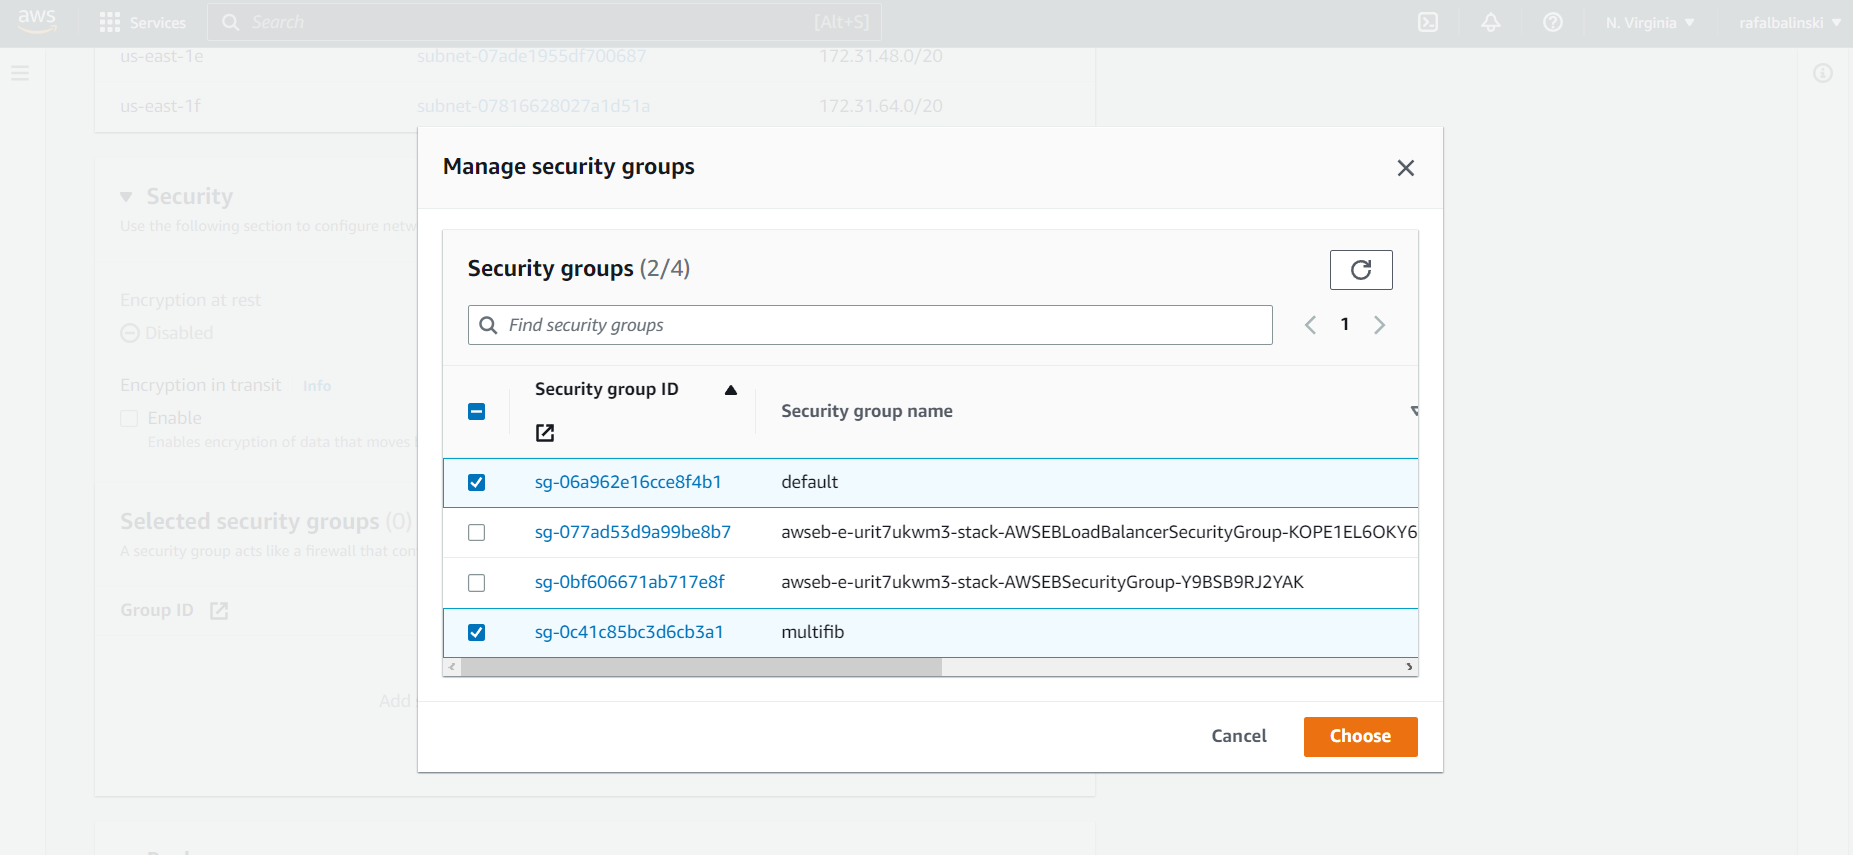 aws
Services
Search
[Alt+S]
N. Virginia
rafalbalinski
us-east-1e subnet-07ade1955df700687 172.31.48.0/20
us-east-1f subnet-07816628027a1d51a 172.31.64.0/20
Security
Use the following section to configure netw
Encryption at rest
Disabled
Encryption in transit Info
Enable
Enables encryption of data that moves
Selected security groups (0)
A security group acts like a firewall that con
Group ID
Add
Manage security groups
Security groups (2/4)
Find security groups
1
Security group ID
Security group name
sg-06a962e16cce8f4b1 default
sg-077ad53d9a99be8b7 awseb-e-urit7ukwm3-stack-AWSEBLoadBalancerSecurityGroup-KOPE1EL6OKY6
sg-0bf606671ab717e8f awseb-e-urit7ukwm3-stack-AWSEBSecurityGroup-Y9BSB9RJ2YAK
sg-0c41c85bc3d6cb3a1 multifib
Cancel
Choose